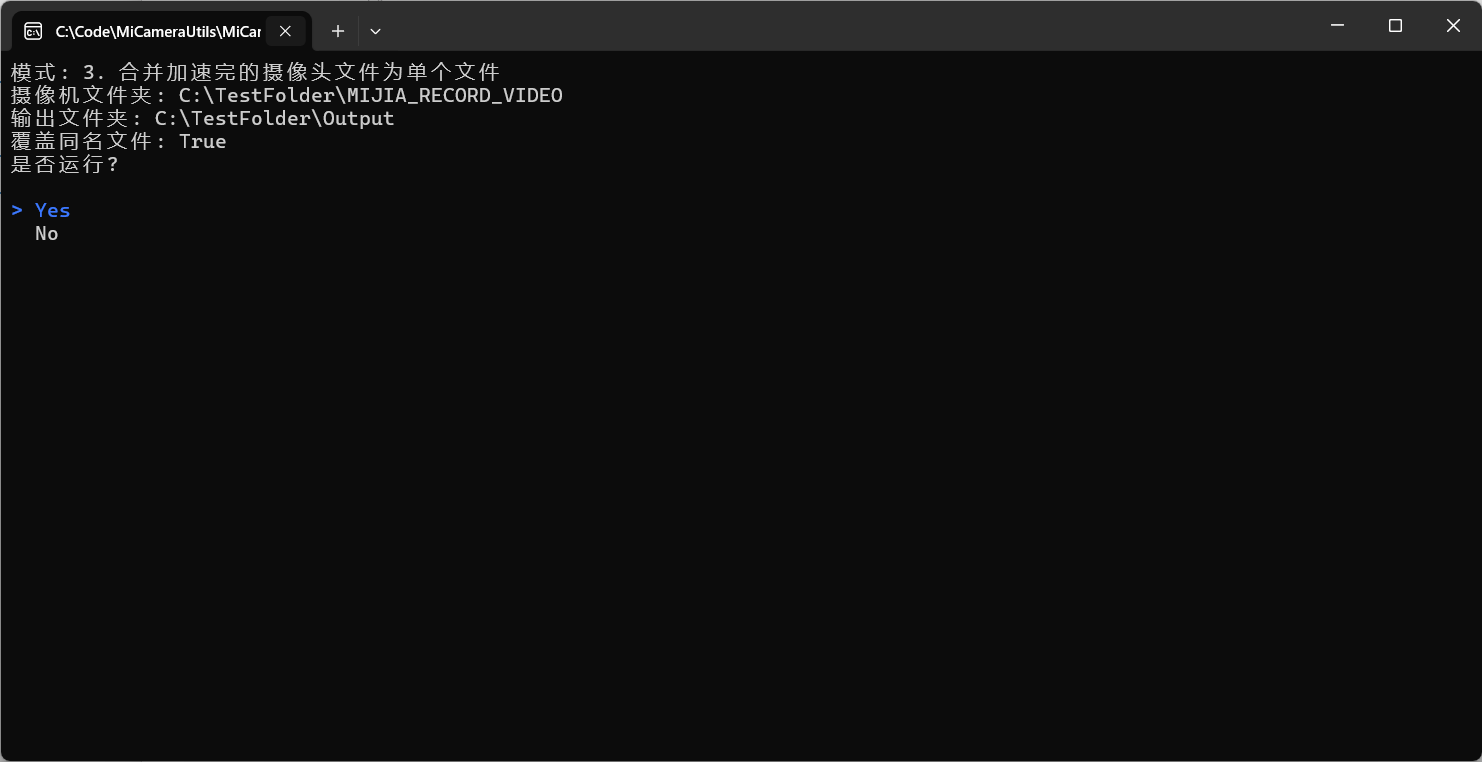 C:\Code\MiCameraUtils\MiCar
模式: 3. 合并加速完的摄像头文件为单个文件
摄像机文件夹: C:\TestFolder\MIJIA_RECORD_VIDEO
输出文件夹: C:\TestFolder\Output
覆盖同名文件: True
是否运行?
> Yes
No